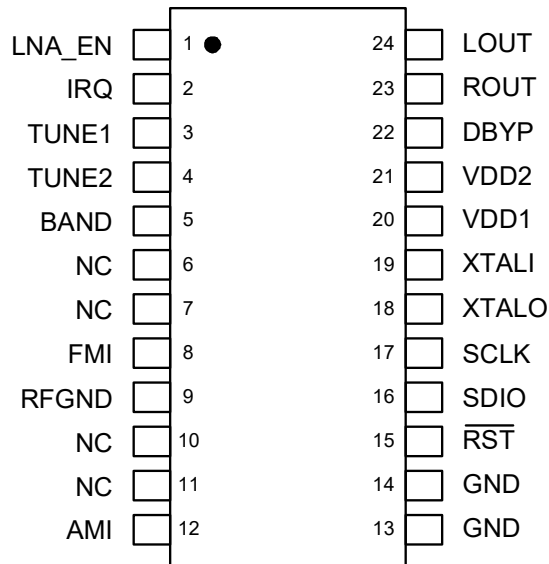 LNA_EN 1 24 LOUT
IRQ 2 23 ROUT
TUNE1 3 22 DBYP
TUNE2 4 21 VDD2
BAND 5 20 VDD1
NC 6 19 XTALI
NC 7 18 XTALO
FMI 8 17 SCLK
RFGND 9 16 SDIO
NC 10 15 RST
NC 11 14 GND
AMI 12 13 GND